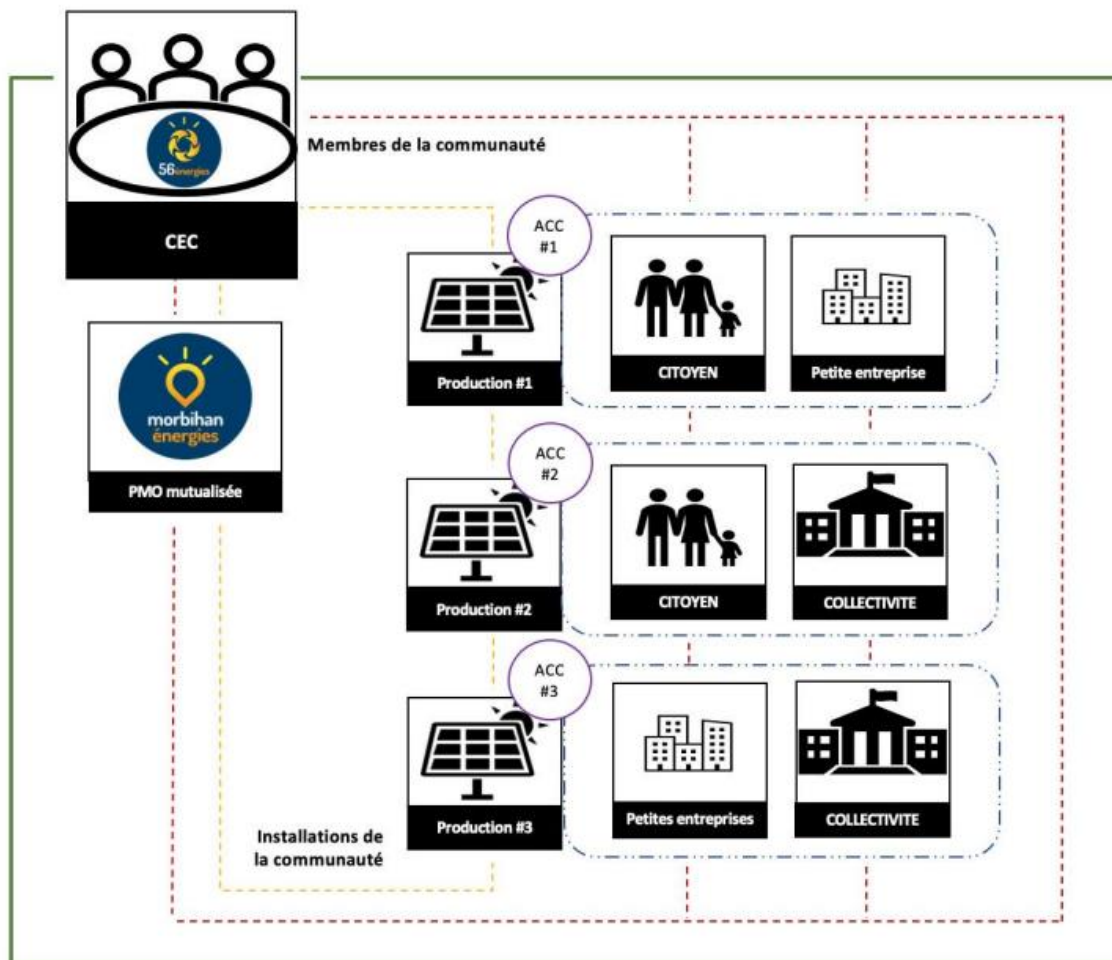 56énergies
CEC
Membres de la communauté
morbihan
énergies
PMO mutualisée
ACC
#1
Production #1
CITOYEN
Petite entreprise
ACC
#2
Production #2
CITOYEN
COLLECTIVITE
ACC
#3
Production #3
Petites entreprises
COLLECTIVITE
Installations de
la communauté